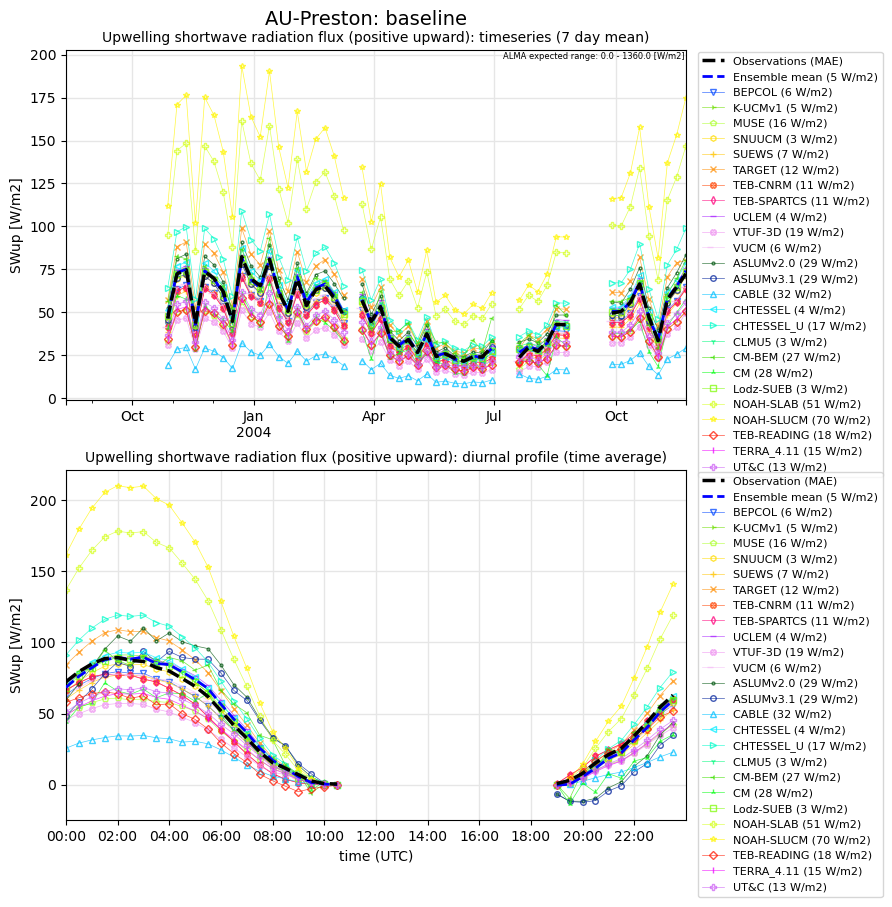 AU-Preston: baseline
Upwelling shortwave radiation flux (positive upward): timeseries (7 day mean)
ALMA expected range: 0.0 - 1360.0 [W/m2]
SWup [W/m2]
200
175
150
125
100
75
50
25
0
Oct
Jan
2004
Apr
Jul
Oct
Observations (MAE)
Ensemble mean (5 W/m2)
BEPCOL (6 W/m2)
K-UCMv1 (5 W/m2)
MUSE (16 W/m2)
SNUUCM (3 W/m2)
SUEWS (7 W/m2)
TARGET (12 W/m2)
TEB-CNRM (11 W/m2)
TEB-SPARTCS (11 W/m2)
UCLEM (4 W/m2)
VTUF-3D (19 W/m2)
VUCM (6 W/m2)
ASLUMv2.0 (29 W/m2)
ASLUMv3.1 (29 W/m2)
CABLE (32 W/m2)
CHTESSEL (4 W/m2)
CHTESSEL_U (17 W/m2)
CLMU5 (3 W/m2)
CM-BEM (27 W/m2)
CM (28 W/m2)
Lodz-SUEB (3 W/m2)
NOAH-SLAB (51 W/m2)
NOAH-SLUCM (70 W/m2)
TEB-READING (18 W/m2)
TERRA_4.11 (15 W/m2)
UT&C (13 W/m2)
Upwelling shortwave radiation flux (positive upward): diurnal profile (time average)
SWup [W/m2]
200
150
100
50
0
00:00
02:00
04:00
06:00
08:00
10:00
12:00
14:00
16:00
18:00
20:00
22:00
time (UTC)
Observation (MAE)
Ensemble mean (5 W/m2)
BEPCOL (6 W/m2)
K-UCMv1 (5 W/m2)
MUSE (16 W/m2)
SNUUCM (3 W/m2)
SUEWS (7 W/m2)
TARGET (12 W/m2)
TEB-CNRM (11 W/m2)
TEB-SPARTCS (11 W/m2)
UCLEM (4 W/m2)
VTUF-3D (19 W/m2)
VUCM (6 W/m2)
ASLUMv2.0 (29 W/m2)
ASLUMv3.1 (29 W/m2)
CABLE (32 W/m2)
CHTESSEL (4 W/m2)
CHTESSEL_U (17 W/m2)
CLMU5 (3 W/m2)
CM-BEM (27 W/m2)
CM (28 W/m2)
Lodz-SUEB (3 W/m2)
NOAH-SLAB (51 W/m2)
NOAH-SLUCM (70 W/m2)
TEB-READING (18 W/m2)
TERRA_4.11 (15 W/m2)
UT&C (13 W/m2)